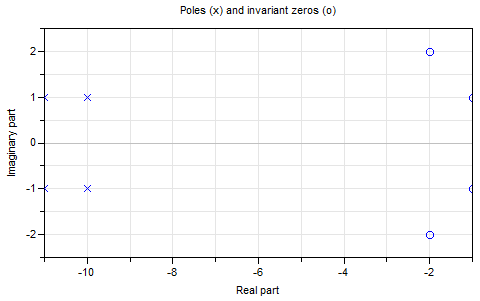 Poles (x) and invariant zeros (o)
Imaginary part
2
1
0
-1
-2
-10 -8 -6 -4 -2
Real part